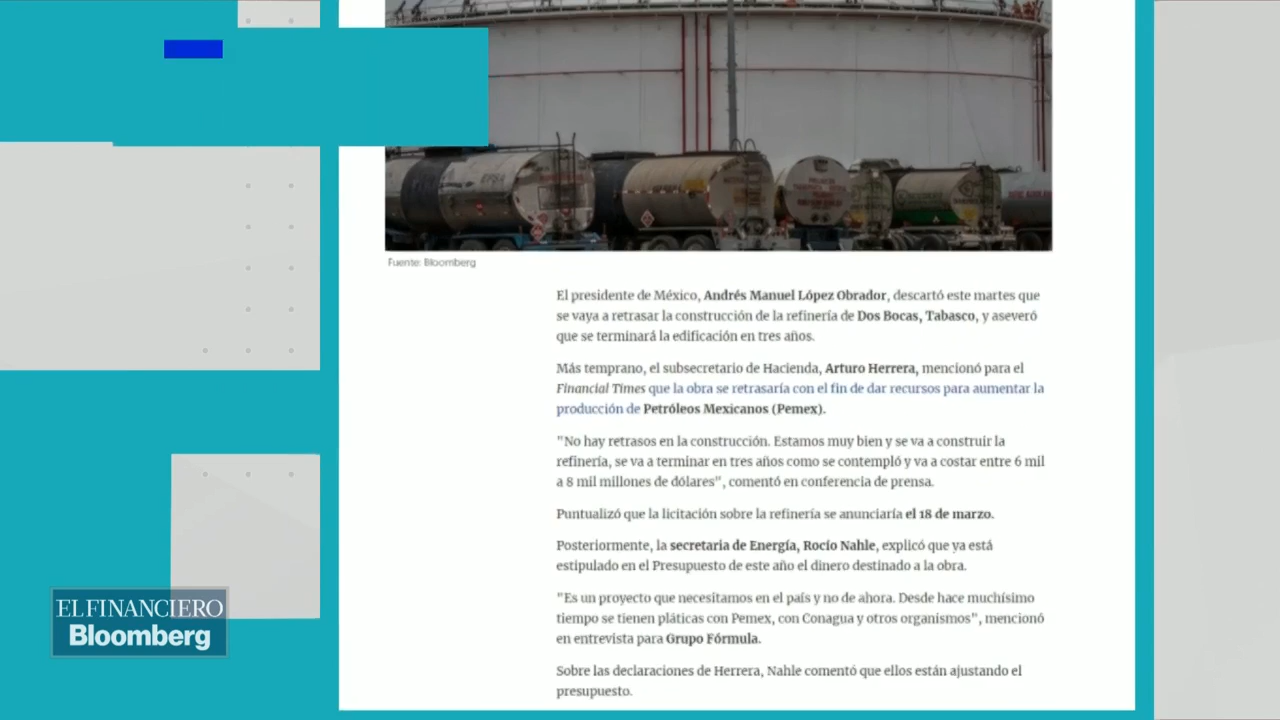 Fuente: Bloomberg
El presidente de México, Andrés Manuel López Obrador, descartó este martes que
se vaya a retrasar la construcción de la refinería de Dos Bocas, Tabasco, y aseveró
que se terminará la edificación en tres años.
Más temprano, el subsecretario de Hacienda, Arturo Herrera, mencionó para el
Financial Times que la obra se retrasaría con el fin de dar recursos para aumentar la
producción de Petróleos Mexicanos (Pemex).
"No hay retrasos en la construcción. Estamos muy bien y se va a construir la
refinería, se va a terminar en tres años como se contempló y va a costar entre 6 mil
a 8 mil millones de dólares", comentó en conferencia de prensa.
Puntualizó que la licitación sobre la refinería se anunciaría el 18 de marzo.
Posteriormente, la secretaria de Energía, Rocío Nahle, explicó que ya está
estipulado en el Presupuesto de este año el dinero destinado a la obra.
"Es un proyecto que necesitamos en el país y no de ahora. Desde hace muchísimo
tiempo se tienen pláticas con Pemex, con Conagua y otros organismos", mencionó
en entrevista para Grupo Fórmula.
Sobre las declaraciones de Herrera, Nahle comentó que ellos están ajustando el
presupuesto.
EL FINANCIERO
Bloomberg